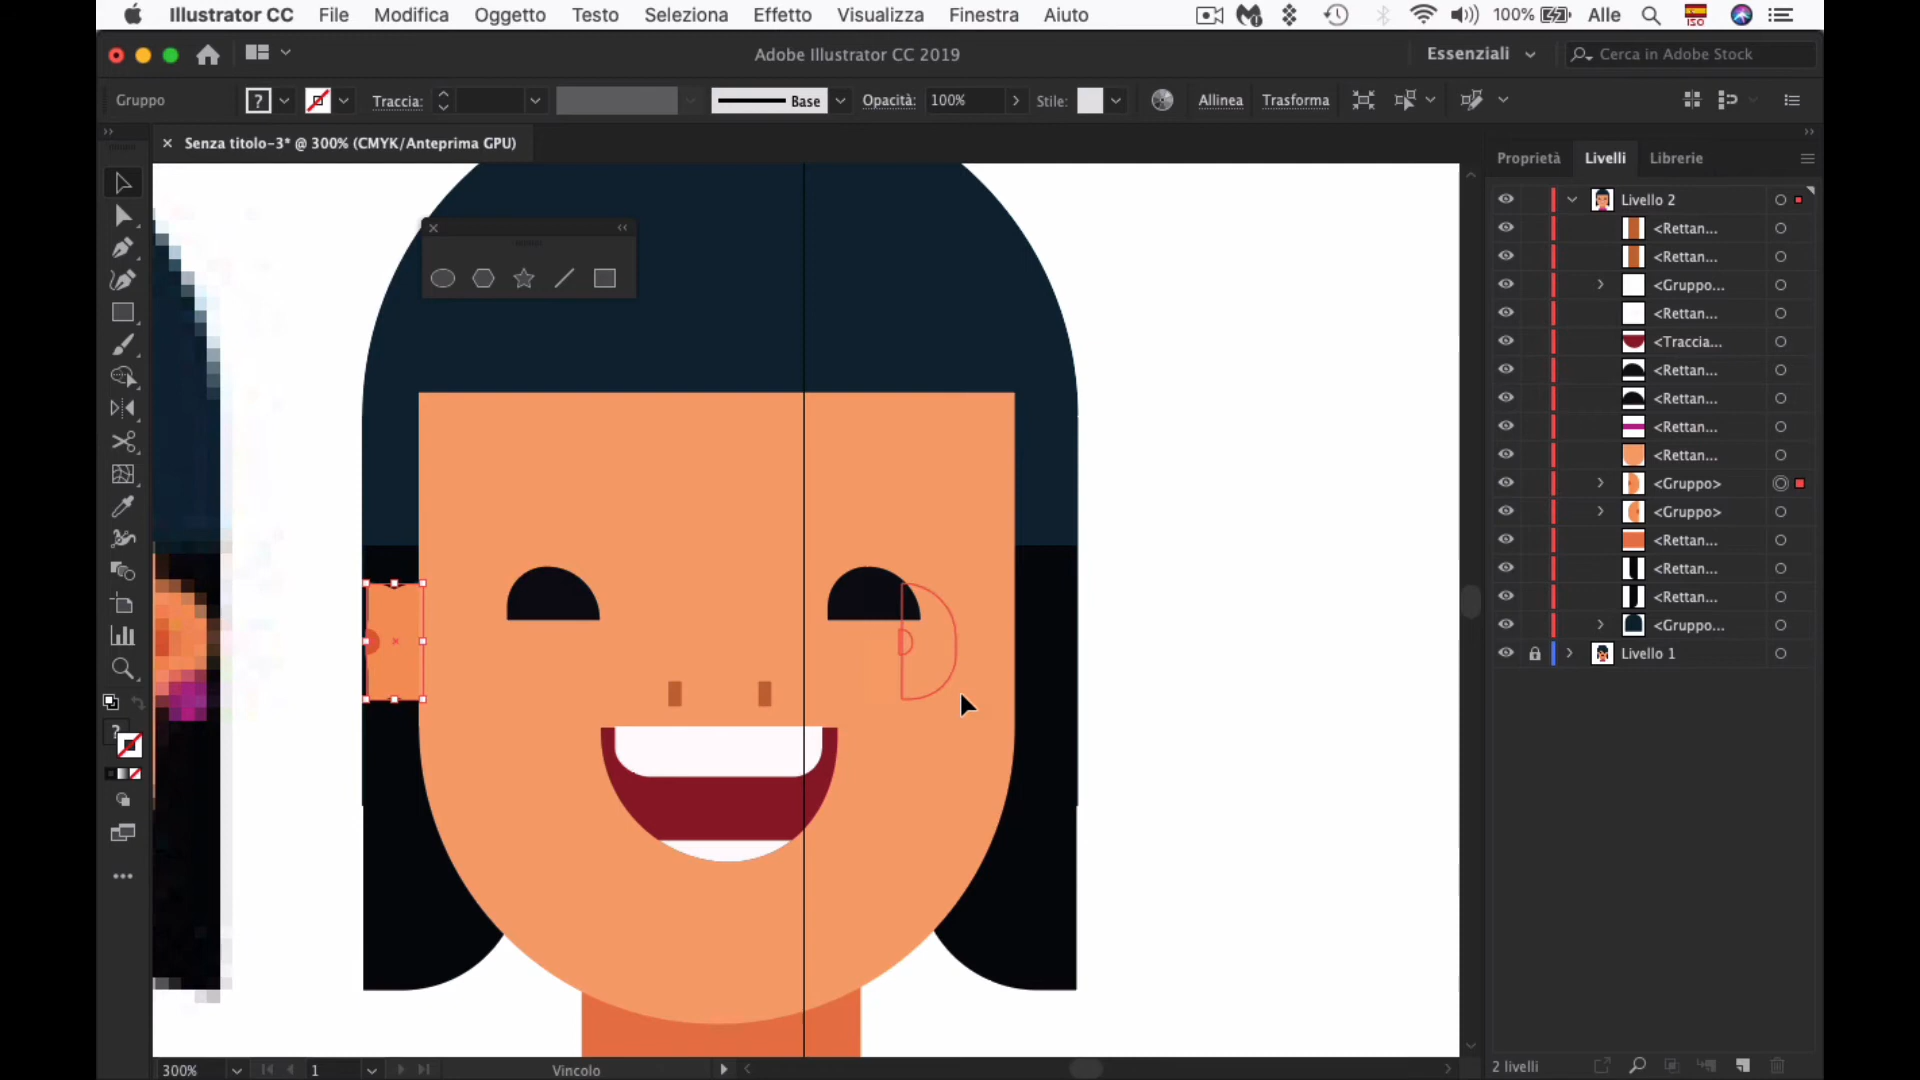 Illustrator CC File Modifica Oggetto Testo Seleziona Effetto Visualizza Finestra Aiuto 100% Alle ISO
Adobe Illustrator CC 2019 Essenziali Cerca in Adobe Stock
Gruppo ? Traccia: Base Opacità: 100% Stile: Allinea Trasforma
× Senza titolo-3* @ 300% (CMYK/Anteprima GPU)
Proprietà Livelli Librerie
Livello 2
<Rettan...
<Rettan...
<Gruppo...
<Rettan...
<Traccia...
<Rettan...
<Rettan...
<Rettan...
<Rettan...
<Gruppo>
<Gruppo>
<Rettan...
<Rettan...
<Rettan...
<Gruppo...
Livello 1
?
300% 1 Vincolo 2 livelli